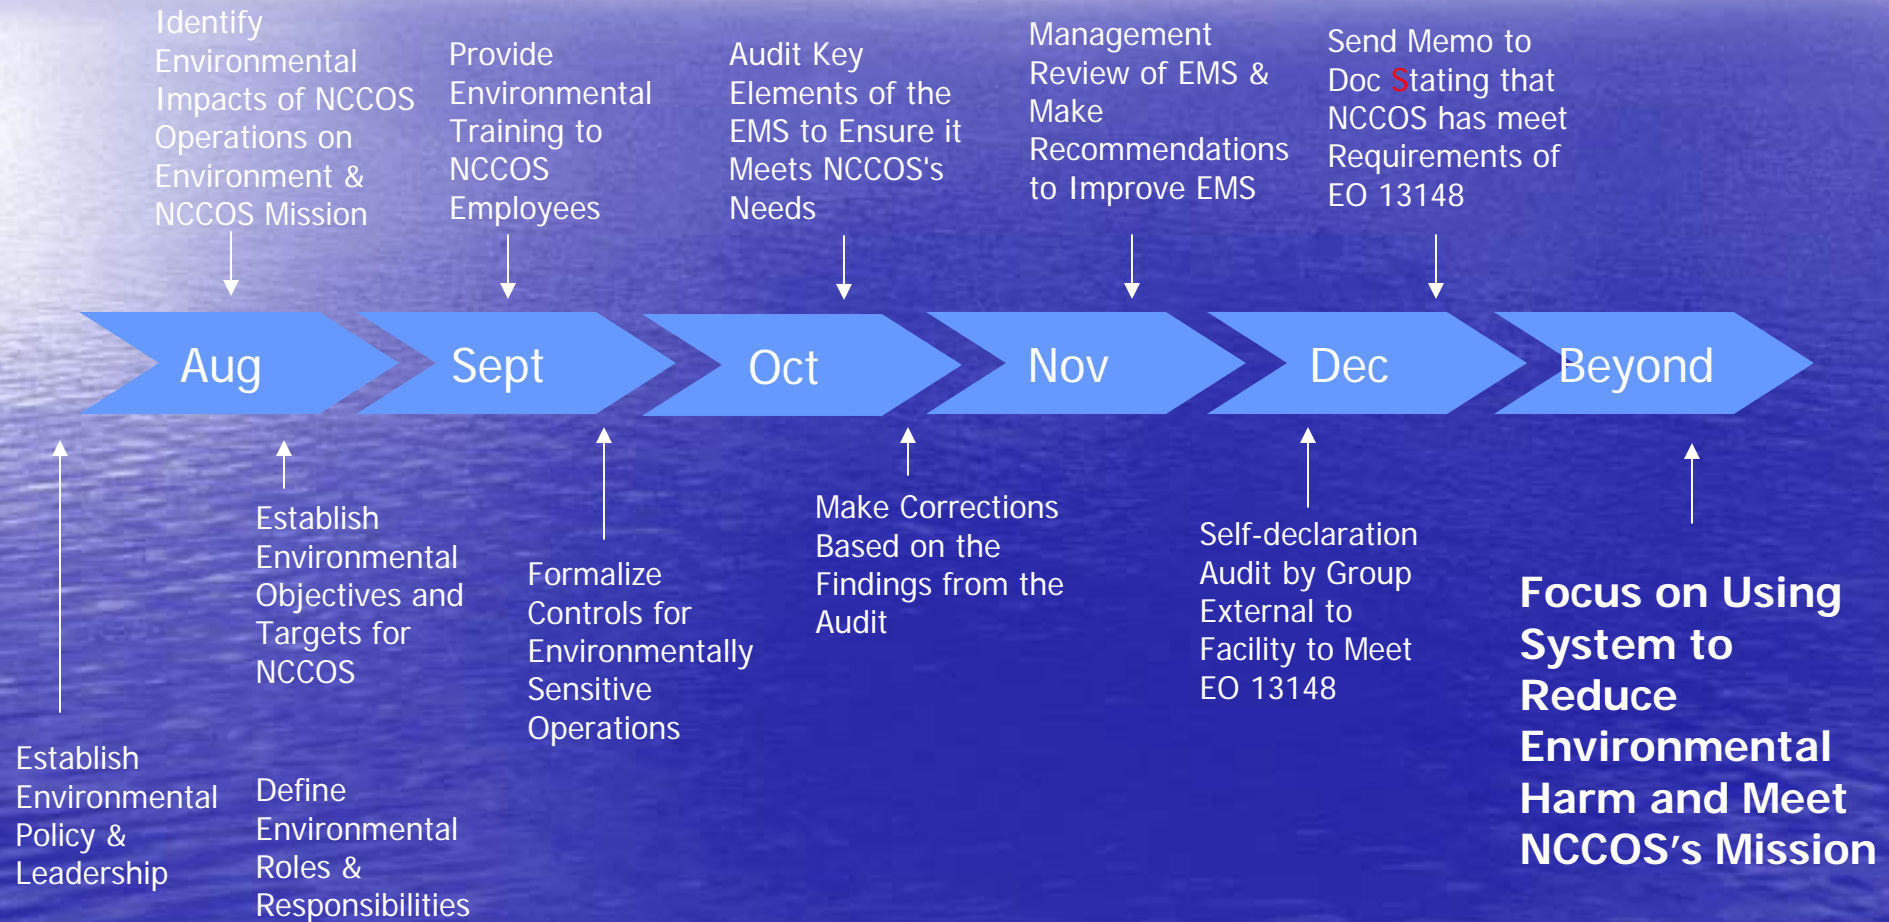 Identify
Environmental
Impacts of NCCOS
Operations on
Environment &
NCCOS Mission
Provide
Environmental
Training to
NCCOS
Employees
Audit Key
Elements of the
EMS to Ensure it
Meets NCCOS's
Needs
Management
Review of EMS &
Make
Recommendations
to Improve EMS
Send Memo to
Doc Stating that
NCCOS has meet
Requirements of
EO 13148
Aug
Sept
Oct
Nov
Dec
Beyond
Establish
Environmental
Policy &
Leadership
Establish
Environmental
Objectives and
Targets for
NCCOS
Define
Environmental
Roles &
Responsibilities
Formalize
Controls for
Environmentally
Sensitive
Operations
Make Corrections
Based on the
Findings from the
Audit
Self-declaration
Audit by Group
External to
Facility to Meet
EO 13148
Focus on Using
System to
Reduce
Environmental
Harm and Meet
NCCOS’s Mission